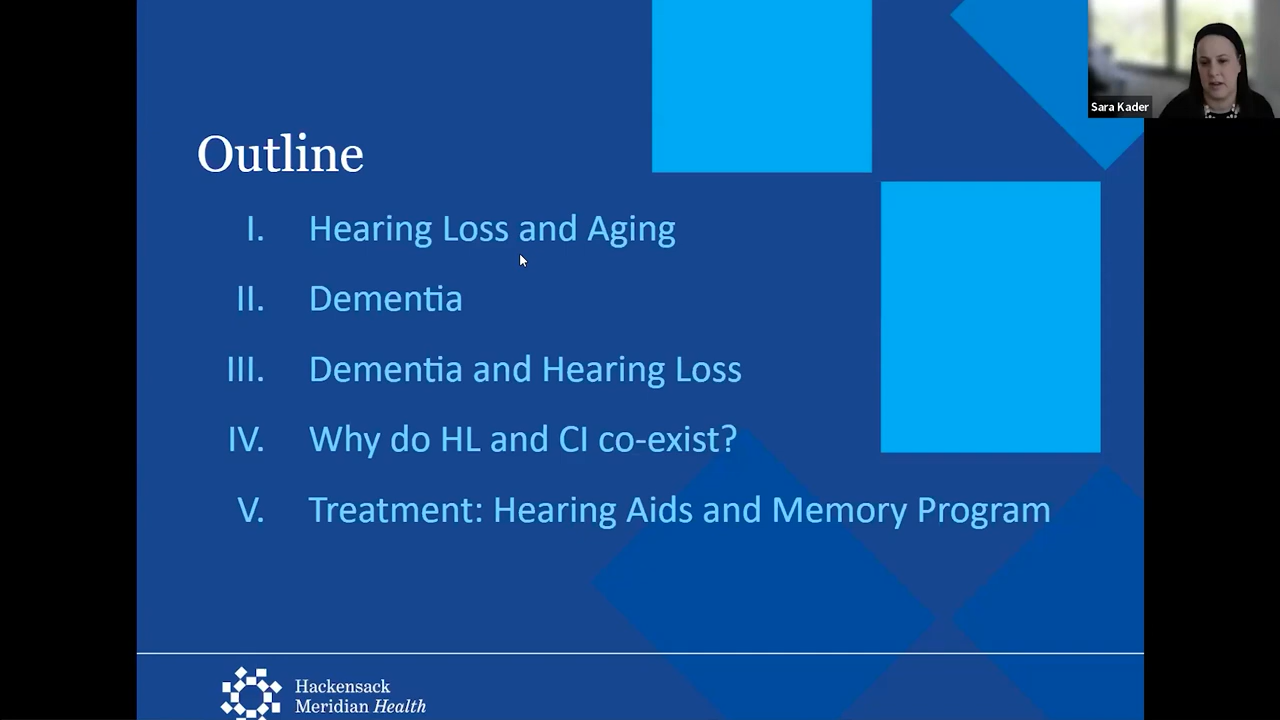 Sara Kader
Outline
I. Hearing Loss and Aging
II. Dementia
III. Dementia and Hearing Loss
IV. Why do HL and CI co-exist?
V. Treatment: Hearing Aids and Memory Program
Hackensack
Meridian Health